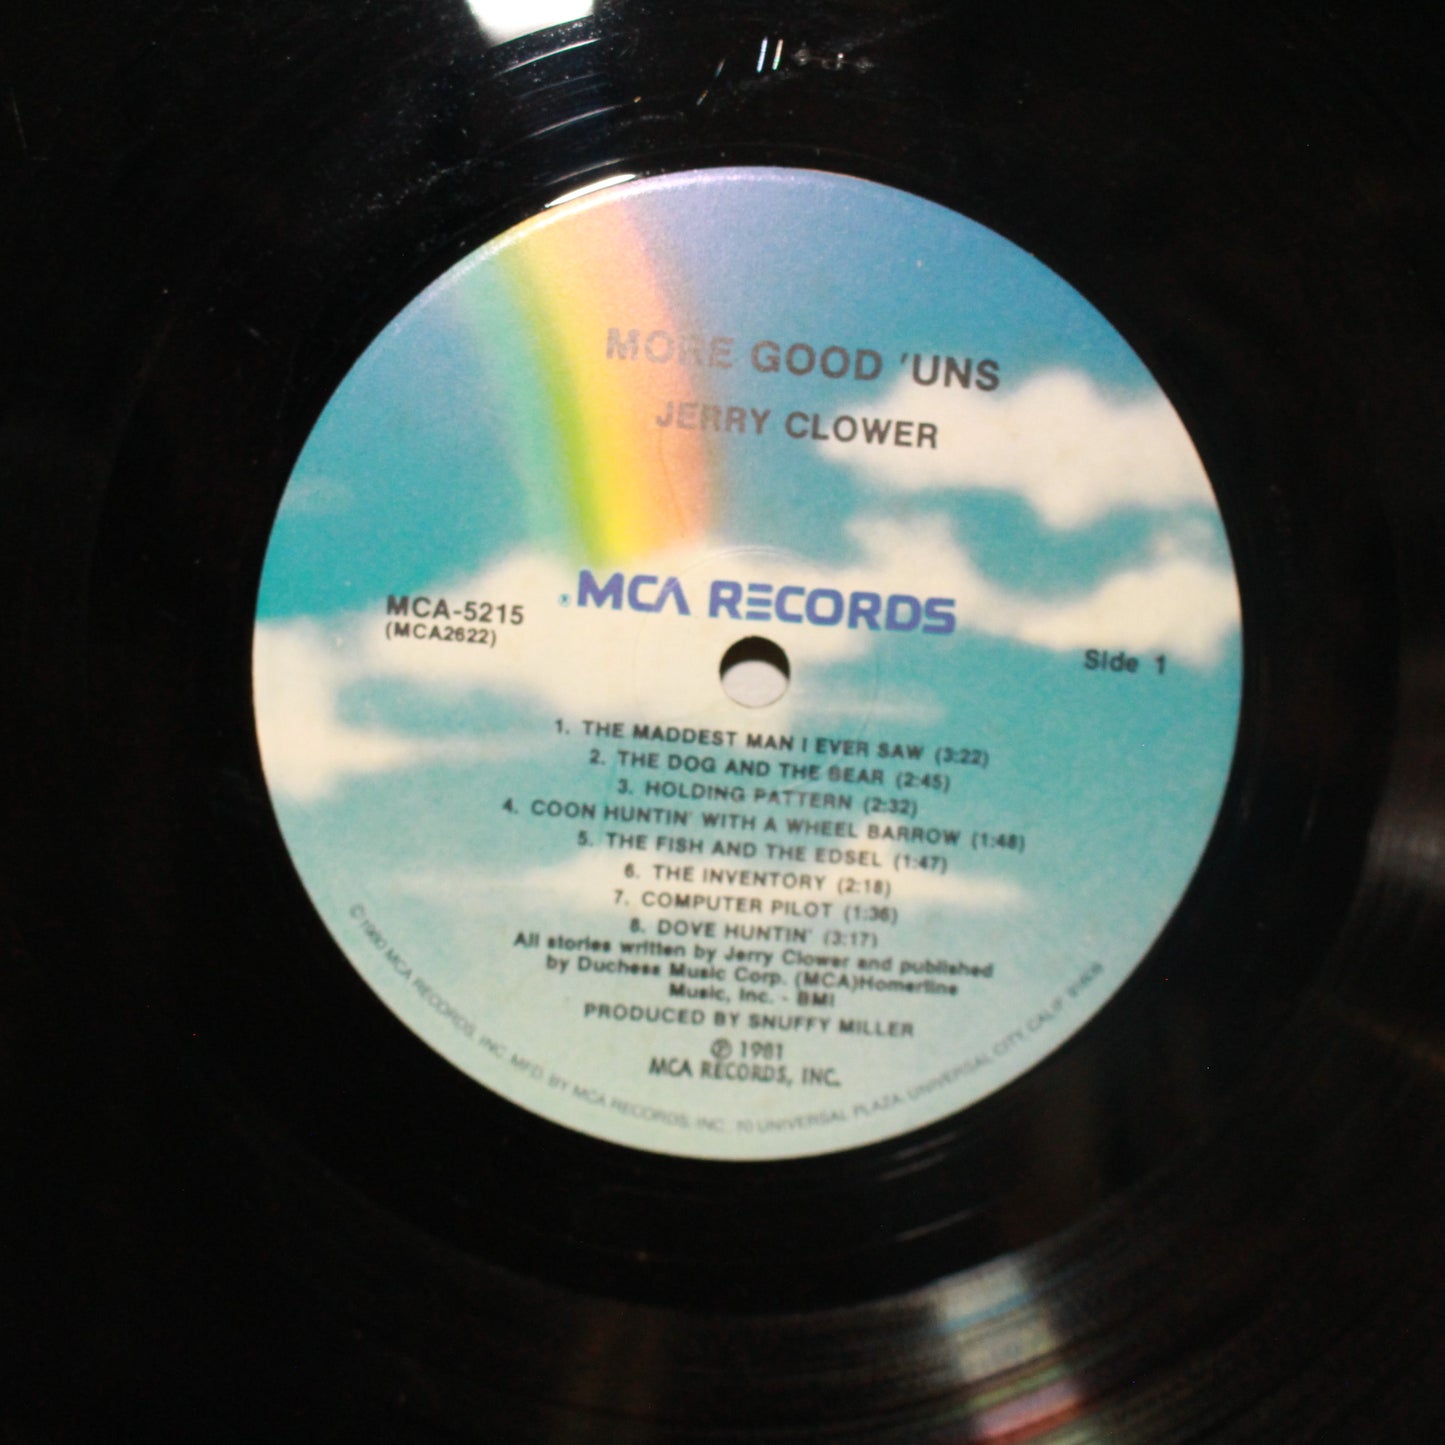 MORE GOOD 'UNS
JERRY CLOWER
® MCA RECORDS
MCA-5215
(MCA2622)
Side 1
1. THE MADDEST MAN I EVER SAW (3:22)
2. THE DOG AND THE BEAR (2:45)
3. HOLDING PATTERN (2:32)
4. COON HUNTIN' WITH A WHEEL BARROW (1:48)
5. THE FISH AND THE EDSEL (1:47)
6. THE INVENTORY (2:18)
7. COMPUTER PILOT (1:36)
8. DOVE HUNTIN' (3:17)
All stories written by Jerry Clower and published
by Duchess Music Corp. (MCA)Homerline
Music, Inc. - BMI
PRODUCED BY SNUFFY MILLER
℗ 1981
MCA RECORDS, INC.
© 1980 MCA RECORDS, INC. MFD. BY MCA RECORDS, INC., 70 UNIVERSAL PLAZA, UNIVERSAL CITY, CALIF.